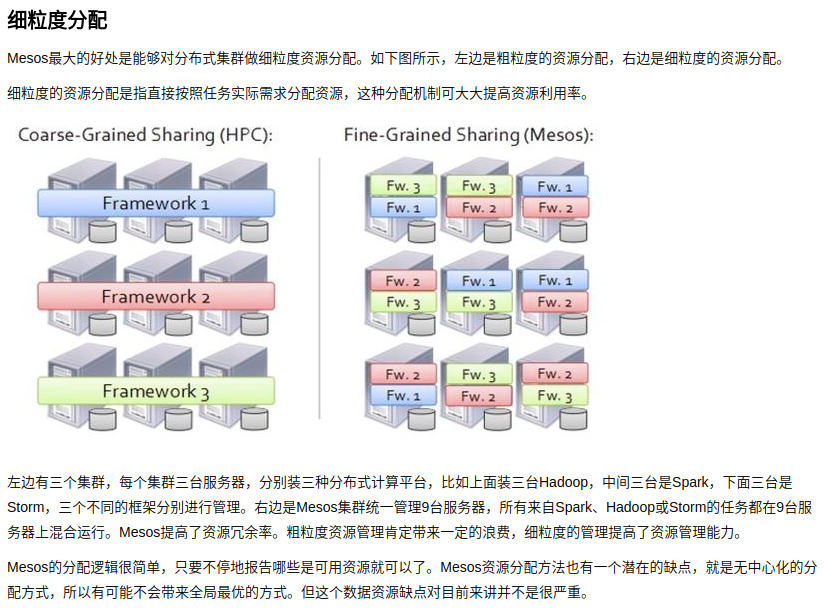 细粒度分配
Mesos最大的好处是能够对分布式集群做细粒度资源分配。如下图所示，左边是粗粒度的资源分配，右边是细粒度的资源分配。
细粒度的资源分配是指直接按照任务实际需求分配资源，这种分配机制可大大提高资源利用率。
Coarse-Grained Sharing (HPC):
Framework 1
Framework 2
Framework 3
Fine-Grained Sharing (Mesos):
Fw. 3 Fw. 3 Fw. 1
Fw. 1 Fw. 2 Fw. 2
Fw. 2 Fw. 1 Fw. 1
Fw. 3 Fw. 3 Fw. 2
Fw. 2 Fw. 3 Fw. 2
Fw. 1 Fw. 2 Fw. 3
左边有三个集群，每个集群三台服务器，分别装三种分布式计算平台，比如上面装三台Hadoop，中间三台是Spark，下面三台是
Storm，三个不同的框架分别进行管理。右边是Mesos集群统一管理9台服务器，所有来自Spark、Hadoop或Storm的任务都在9台服
务器上混合运行。Mesos提高了资源冗余率。粗粒度资源管理肯定带来一定的浪费，细粒度的管理提高了资源管理能力。
Mesos的分配逻辑很简单，只要不停地报告哪些是可用资源就可以了。Mesos资源分配方法也有一个潜在的缺点，就是无中心化的分
配方式，所以有可能不会带来全局最优的方式。但这个数据资源缺点对目前来讲并不是很严重。